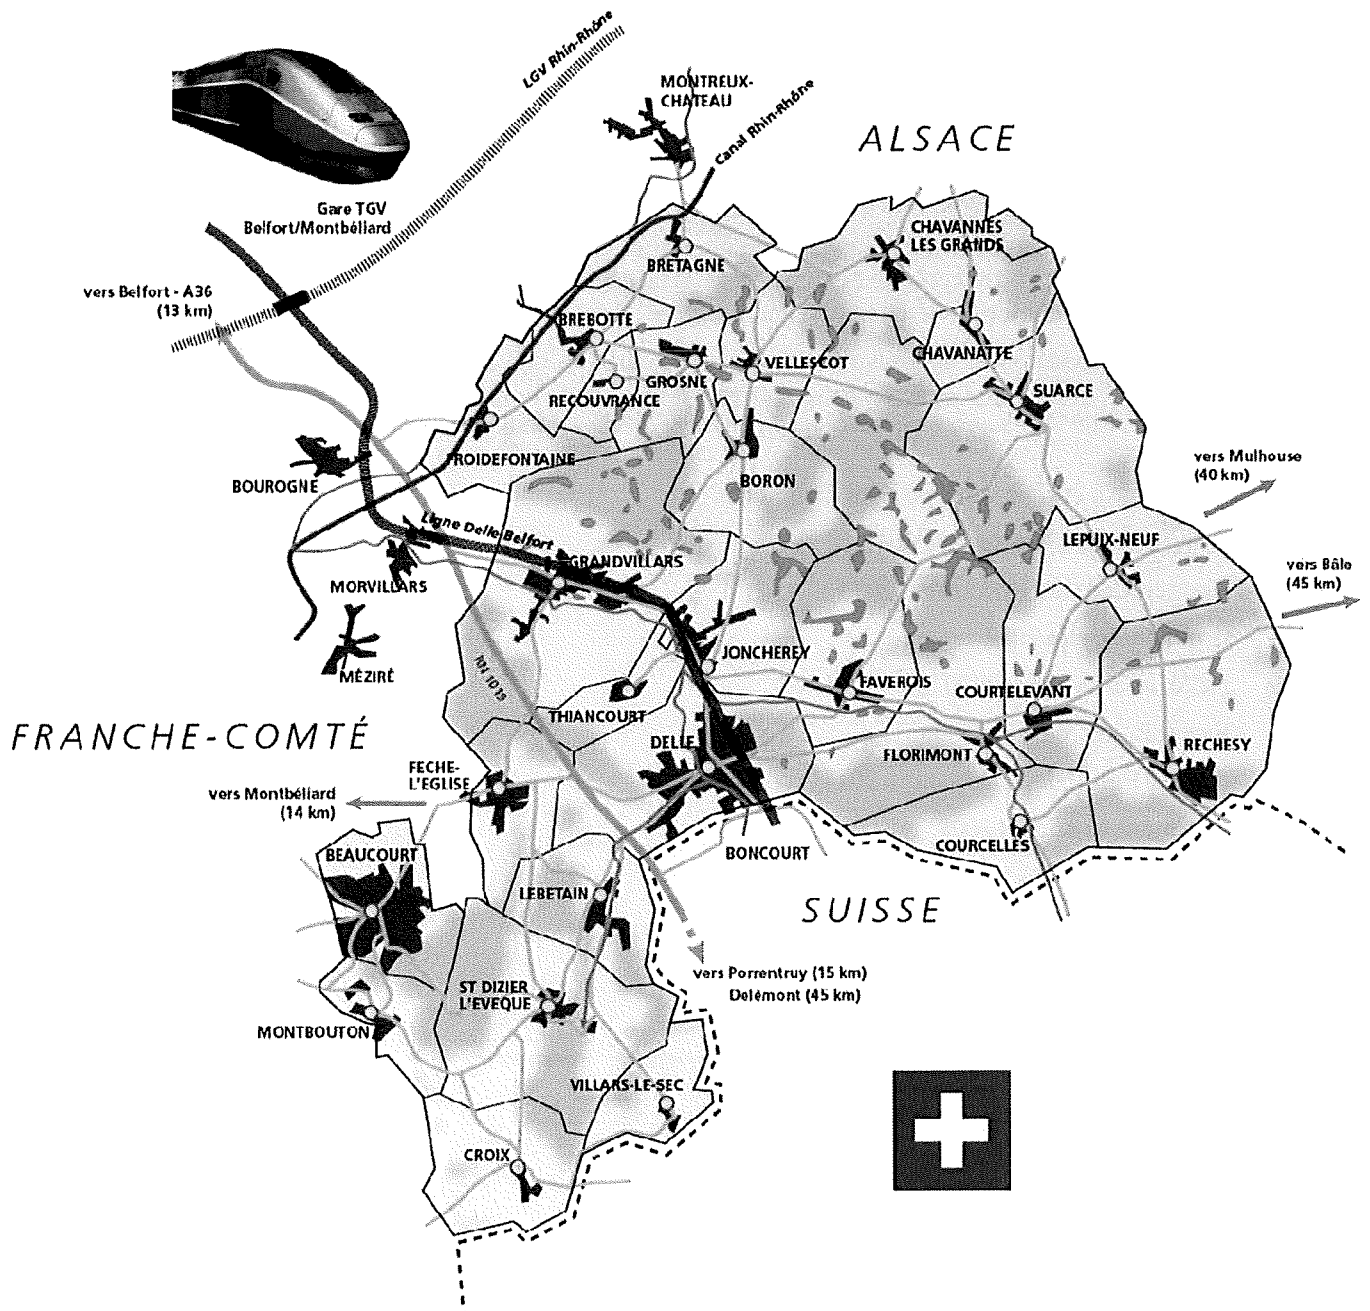 LGV Rhin-Rhône
MONTREUX-
CHATEAU
Canal Rhin-Rhône
ALSACE
Gare TGV
Belfort/Montbéliard
CHAVANNES
LES GRANDS
BRETAGNE
vers Belfort - A36
(13 km)
BREBOTTE
CHAVANATTE
VELLESCOT
GROSNE
SUARCE
RECOUVRANCE
FROIDEFONTAINE
BOURogne
BORON
vers Mulhouse
(40 km)
Ligne Delle Belfort
LEPUIX-NEUF
GRANDVILLARS
vers Bâle
(45 km)
MORVILLARS
JONCHEREY
MÉZIRÉ
FAVEROIS
COURTELEVANT
THIANCOURT
FRANCHE-COMTÉ
DELLE
FLORIMONT
RECHESY
FECHE-
L'EGLISE
vers Montbéliard
(14 km)
COURCELLES
BEAUCOURT
BONCOURT
LEBETAIN
SUISSE
vers Porrentruy (15 km)
Delémont (45 km)
ST DIZIER
L'EVEQUE
MONTBOUTON
VILLARS-LE-SEC
CROIX